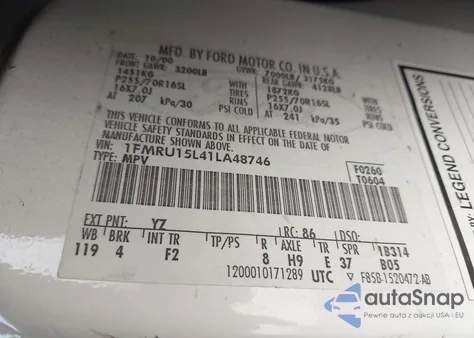 MFD. BY FORD MOTOR CO. IN U.S.A.
DATE: 10/00 GVWR: 7000LB/ 3175KG
FRONT GAWR: 3200LB REAR GAWR: 4128LB
1451KG 1872KG
P255/70R16SL WITH TIRES P255/70R16SL WITH TIRES
16X7.0J RIMS 16X7.0J RIMS
AT 207 kPa/30 PSI COLD AT 241 kPa/35 PSI COLD
THIS VEHICLE CONFORMS TO ALL APPLICABLE FEDERAL MOTOR
VEHICLE SAFETY STANDARDS IN EFFECT ON THE DATE OF MANUFACTURE
SHOWN ABOVE.
VIN: 1FMRU15L41LA48746
TYPE: MPV
F0260
T0604
EXT PNT: YZ RC: 86 DSO:
WB BRK INT TR TP/PS R AXLE TR SPR 1B314
119 4 F2 8 H9 E 37 B05
1200010171289 UTC ▽ F85B-1520472-AB
BY: LEGEND CONVERSIONS
autoSnap
Pewne auta z USA i EU